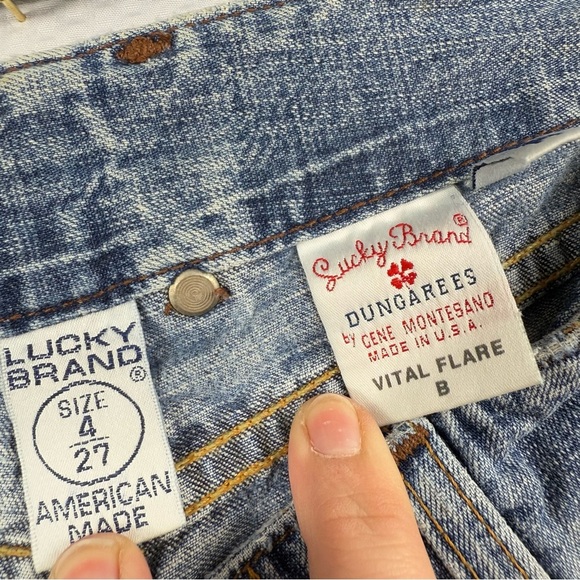 LUCKY
BRAND®
SIZE
4
27
AMERICAN
MADE
Lucky Brand®
DUNGAREES
by GENE MONTESANO
MADE IN U.S.A.
VITAL FLARE
B